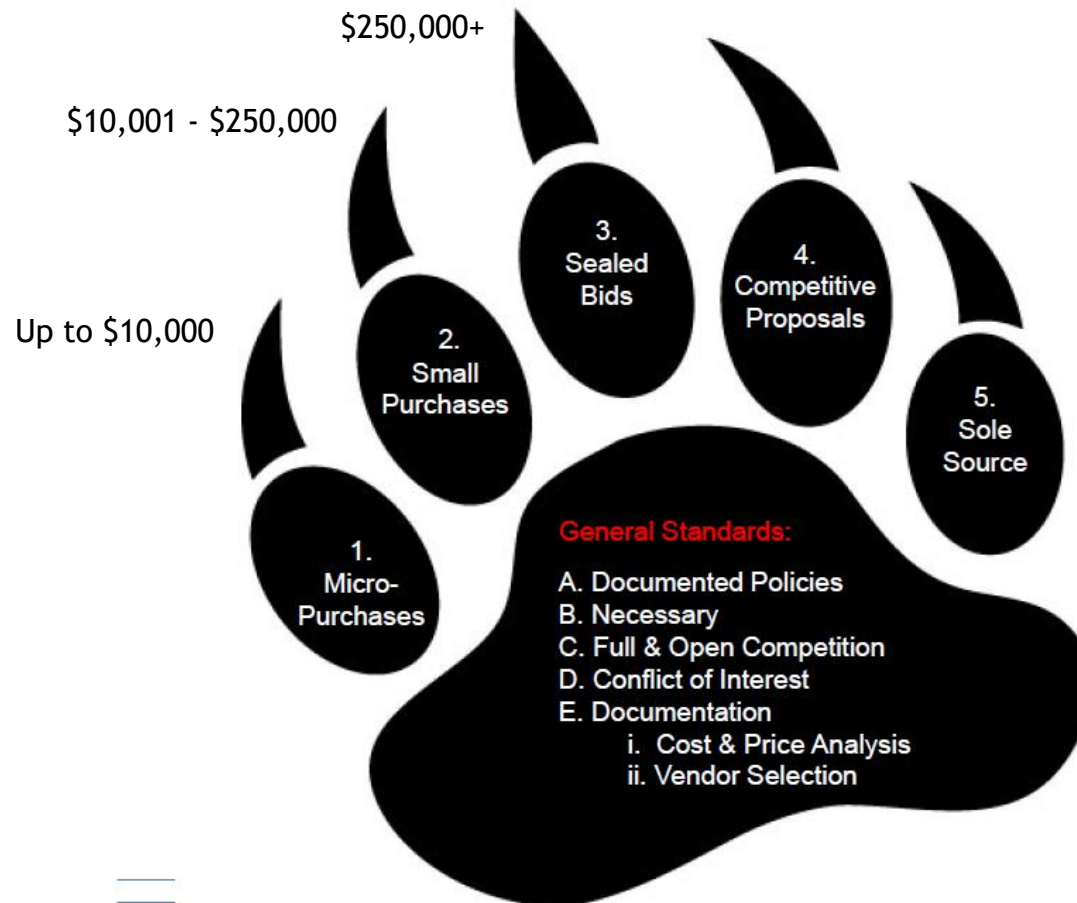 $250,000+
$10,001 - $250,000
Up to $10,000
1.
Micro-
Purchases
2.
Small
Purchases
3.
Sealed
Bids
4.
Competitive
Proposals
5.
Sole
Source
General Standards:
A. Documented Policies
B. Necessary
C. Full & Open Competition
D. Conflict of Interest
E. Documentation
i. Cost & Price Analysis
ii. Vendor Selection